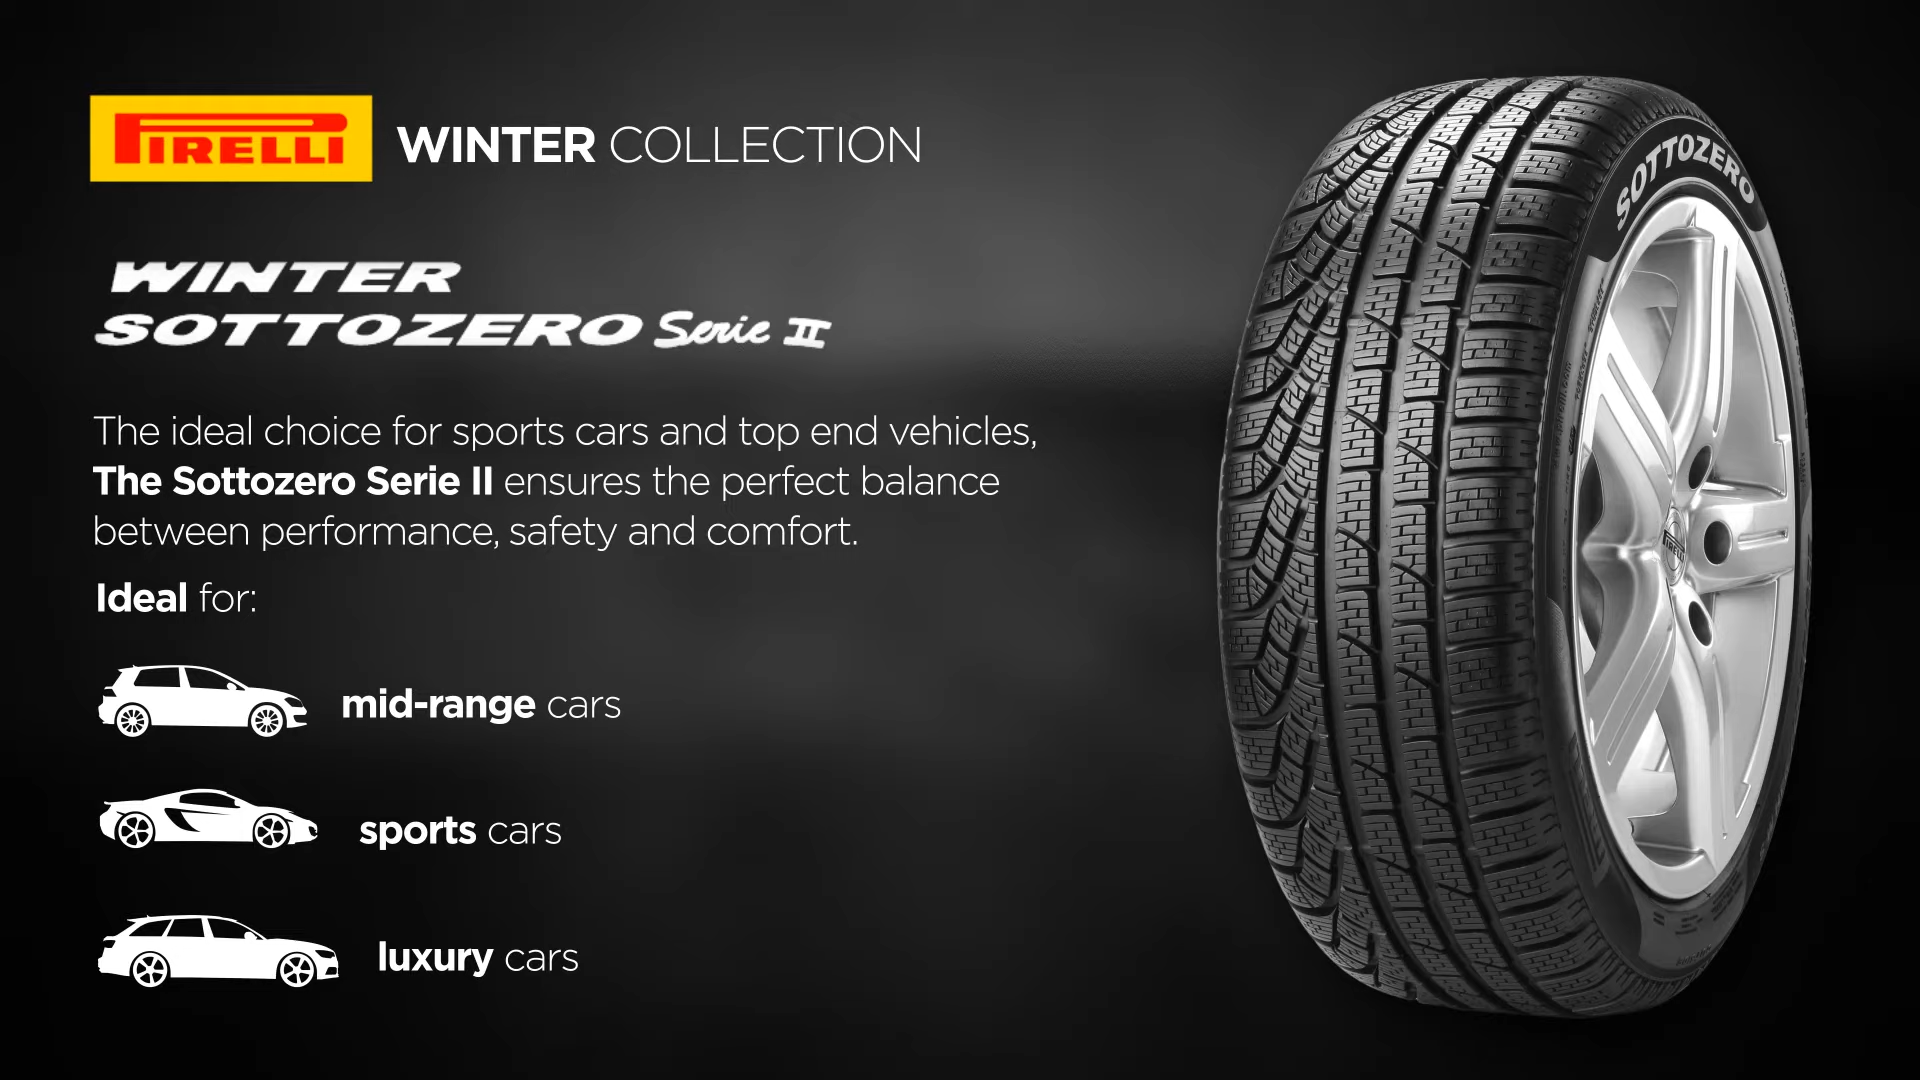 PIRELLI WINTER COLLECTION
WINTER
SOTTOZERO Serie II
The ideal choice for sports cars and top end vehicles,
The Sottozero Serie II ensures the perfect balance
between performance, safety and comfort.
Ideal for:
mid-range cars
sports cars
luxury cars
SOTTOZERO
PIRELLI